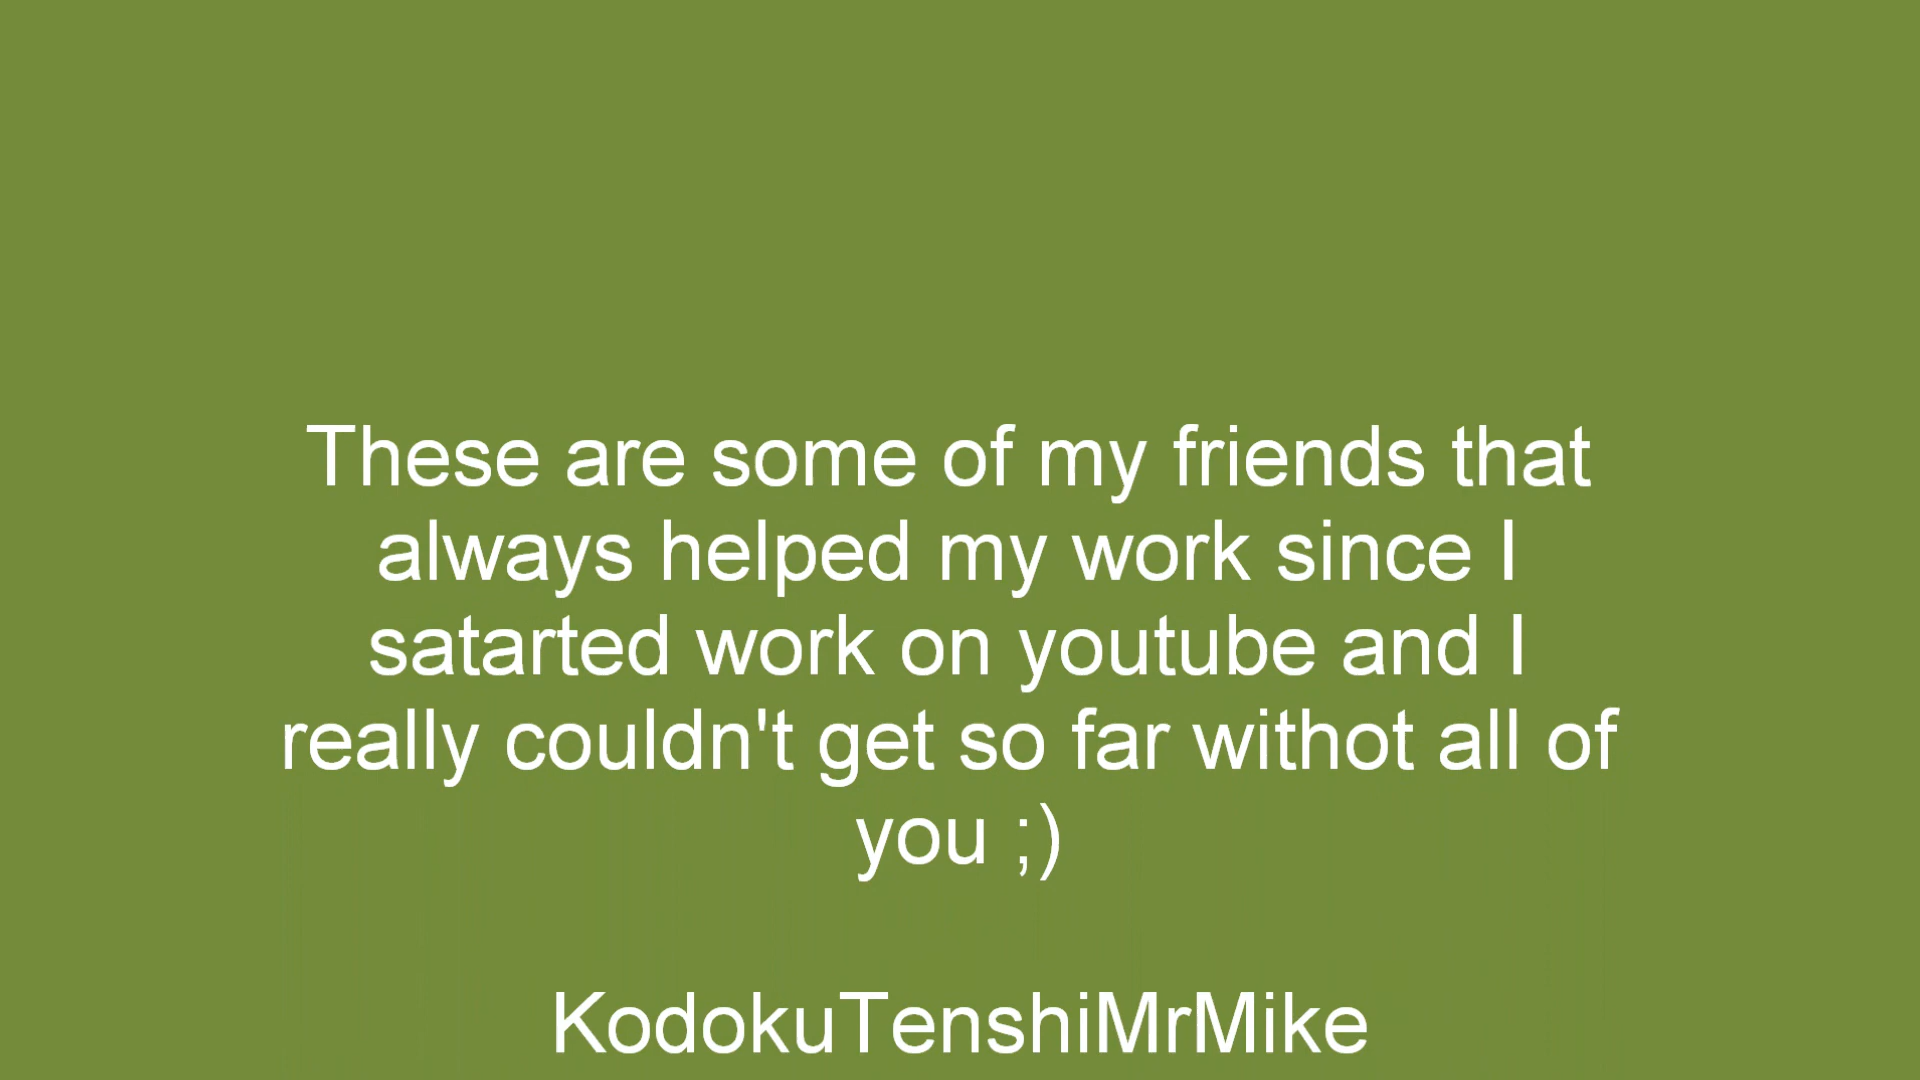 These are some of my friends that
always helped my work since I
satarted work on youtube and I
really couldn't get so far withot all of
you ;)
KodokuTenshiMrMike